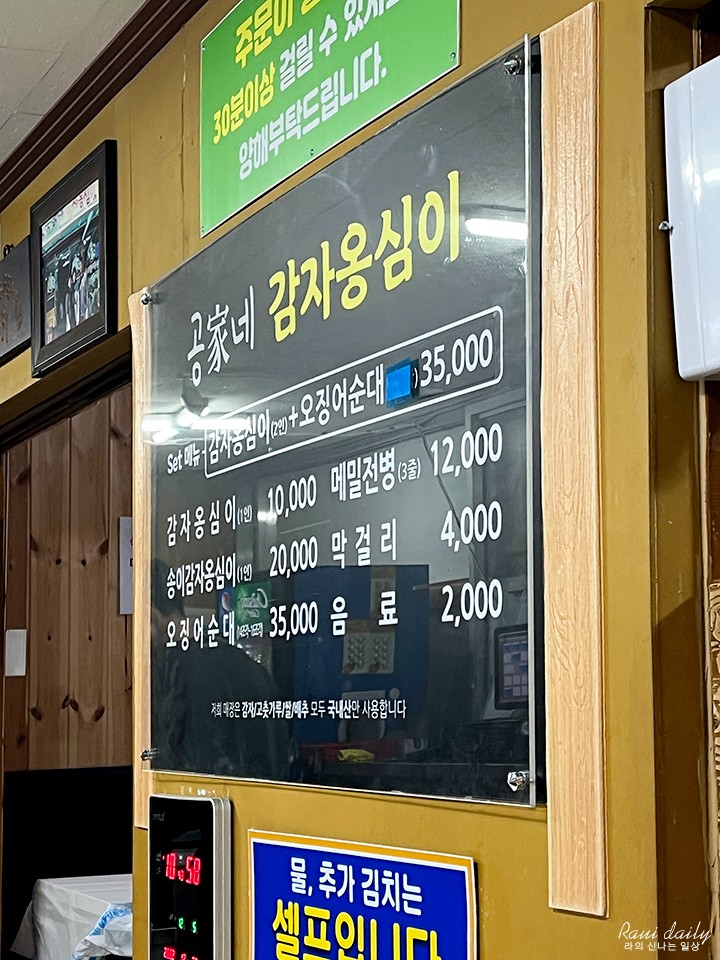 주문이
30분이상 걸릴 수 있
양해부탁드립니다.
공家네 감자옹심이
Set 메뉴 - 감자옹심이(2인)+오징어순대 ) 35,000
감자옹심이(1인) 10,000 메밀전병(3줄) 12,000
송이감자옹심이(1인) 20,000 막걸리 4,000
오징어순대 35,000 음료 2,000
저희 매장은 감자/고춧가루/쌀/배추 모두 국내산만 사용합니다
10:58
12 5
물, 추가 김치는
셀프입니다
Raui daily
라의 신나는 일상